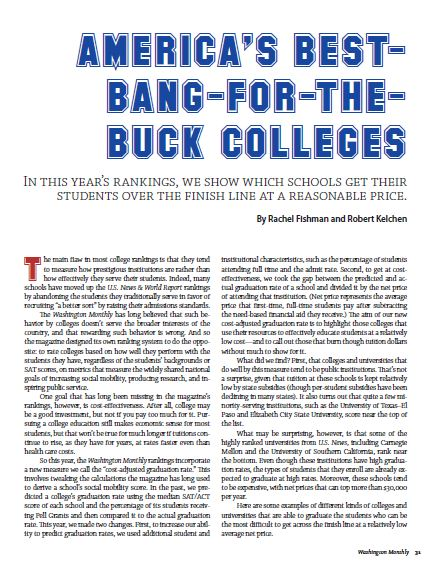 AMERICA'S BEST-
BANG-FOR-THE-
BUCK COLLEGES
IN THIS YEAR'S RANKINGS, WE SHOW WHICH SCHOOLS GET THEIR
STUDENTS OVER THE FINISH LINE AT A REASONABLE PRICE.
By Rachel Fishman and Robert Kelchen
The main flaw in most college rankings is that they tend
to measure how prestigious institutions are rather than
how effectively they serve their students. Indeed, many
schools have moved up the U.S. News & World Report rankings
by abandoning the students they traditionally serve in favor of
recruiting "a better sort" by raising their admissions standards.
The Washington Monthly has long believed that such be-
havior by colleges doesn't serve the broader interests of the
country, and that rewarding such behavior is wrong. And so
the magazine designed its own ranking system to do the oppo-
site: to rate colleges based on how well they perform with the
students they have, regardless of the students' backgrounds or
SAT scores, on metrics that measure the widely shared national
goals of increasing social mobility, producing research, and in-
spiring public service.
One goal that has long been missing in the magazine's
rankings, however, is cost-effectiveness. After all, college may
be a good investment, but not if you pay too much for it. Pur-
suing a college education still makes economic sense for most
students, but that won't be true for much longer if tuitions con-
tinue to rise, as they have for years, at rates faster even than
health care costs.
So this year, the Washington Monthly rankings incorporate
a new measure we call the "cost-adjusted graduation rate." This
involves tweaking the calculations the magazine has long used
to derive a school's social mobility score. In the past, we pre-
dicted a college's graduation rate using the median SAT/ACT
score of each school and the percentage of its students receiv-
ing Pell Grants and then compared it to the actual graduation
rate. This year, we made two changes. First, to increase our abil-
ity to predict graduation rates, we used additional student and
institutional characteristics, such as the percentage of students
attending full time and the admit rate. Second, to get at cost-
effectiveness, we took the gap between the predicted and ac-
tual graduation rate of a school and divided it by the net price
of attending that institution. (Net price represents the average
price that first-time, full-time students pay after subtracting
the need-based financial aid they receive.) The aim of our new
cost-adjusted graduation rate is to highlight those colleges that
use their resources to effectively educate students at a relatively
low cost—and to call out those that burn though tuition dollars
without much to show for it.
What did we find? First, that colleges and universities that
do well by this measure tend to be public institutions. That's not
a surprise, given that tuition at these schools is kept relatively
low by state subsidies (though per-student subsidies have been
declining in many states). It also turns out that quite a few mi-
nority-serving institutions, such as the University of Texas–El
Paso and Elizabeth City State University, score near the top of
the list.
What may be surprising, however, is that some of the
highly ranked universities from U.S. News, including Carnegie
Mellon and the University of Southern California, rank near
the bottom. Even though these institutions have high gradua-
tion rates, the types of students that they enroll are already ex-
pected to graduate at high rates. Moreover, these schools tend
to be expensive, with net prices that can top more than $30,000
per year.
Here are some examples of different kinds of colleges and
universities that are able to graduate the students who can be
the most difficult to get across the finish line at a relatively low
average net price.
Washington Monthly 31